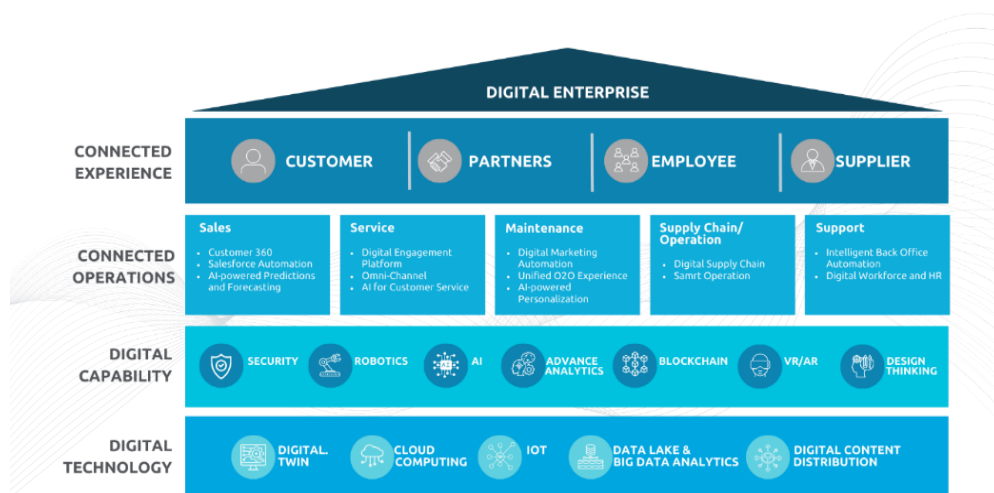 DIGITAL ENTERPRISE
CONNECTED
EXPERIENCE
CUSTOMER
PARTNERS
EMPLOYEE
SUPPLIER
CONNECTED
OPERATIONS
Sales
• Customer 360
• Salesforce Automation
• AI-powered Predictions
and Forecasting
Service
• Digital Engagement
Platform
• Omni-Channel
• AI for Customer Service
Maintenance
• Digital Marketing
Automation
• Unified O2O Experience
• AI-powered
Personalization
Supply Chain/
Operation
• Digital Supply Chain
• Samrt Operation
Support
• Intelligent Back Office
Automation
• Digital Workforce and HR
DIGITAL
CAPABILITY
SECURITY
ROBOTICS
AI
ADVANCE
ANALYTICS
BLOCKCHAIN
VR/AR
DESIGN
THINKING
DIGITAL
TECHNOLOGY
DIGITAL.
TWIN
CLOUD
COMPUTING
IOT
DATA LAKE &
BIG DATA ANALYTICS
DIGITAL CONTENT
DISTRIBUTION